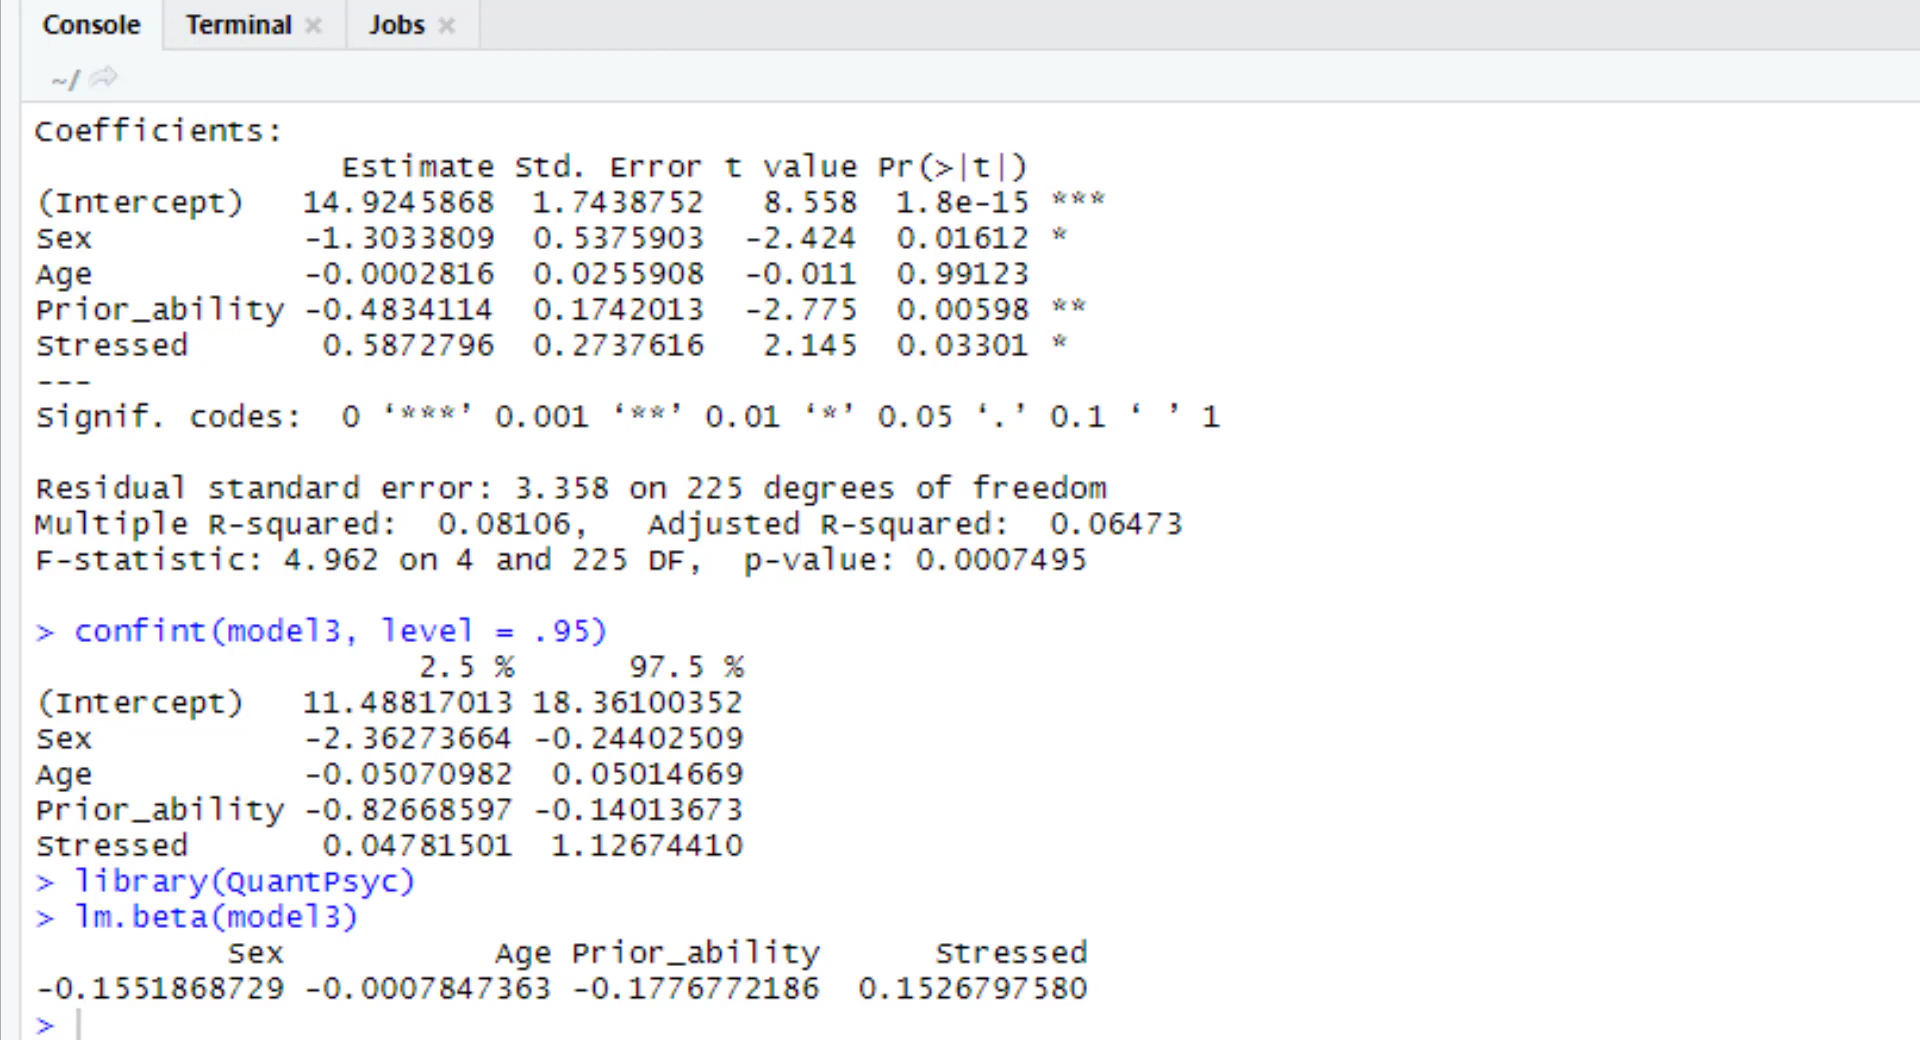 Console Terminal × Jobs ×
~/
Coefficients:
Estimate Std. Error t value Pr(>|t|)
(Intercept) 14.9245868 1.7438752 8.558 1.8e-15 ***
Sex -1.3033809 0.5375903 -2.424 0.01612 *
Age -0.0002816 0.0255908 -0.011 0.99123
Prior_ability -0.4834114 0.1742013 -2.775 0.00598 **
Stressed 0.5872796 0.2737616 2.145 0.03301 *
---
Signif. codes: 0 ‘***’ 0.001 ‘**’ 0.01 ‘*’ 0.05 ‘.’ 0.1 ‘ ’ 1
Residual standard error: 3.358 on 225 degrees of freedom
Multiple R-squared: 0.08106, Adjusted R-squared: 0.06473
F-statistic: 4.962 on 4 and 225 DF, p-value: 0.0007495
> confint(model3, level = .95)
2.5 % 97.5 %
(Intercept) 11.48817013 18.36100352
Sex -2.36273664 -0.24402509
Age -0.05070982 0.05014669
Prior_ability -0.82668597 -0.14013673
Stressed 0.04781501 1.12674410
> library(QuantPsyc)
> lm.beta(model3)
Sex Age Prior_ability Stressed
-0.1551868729 -0.0007847363 -0.1776772186 0.1526797580
>